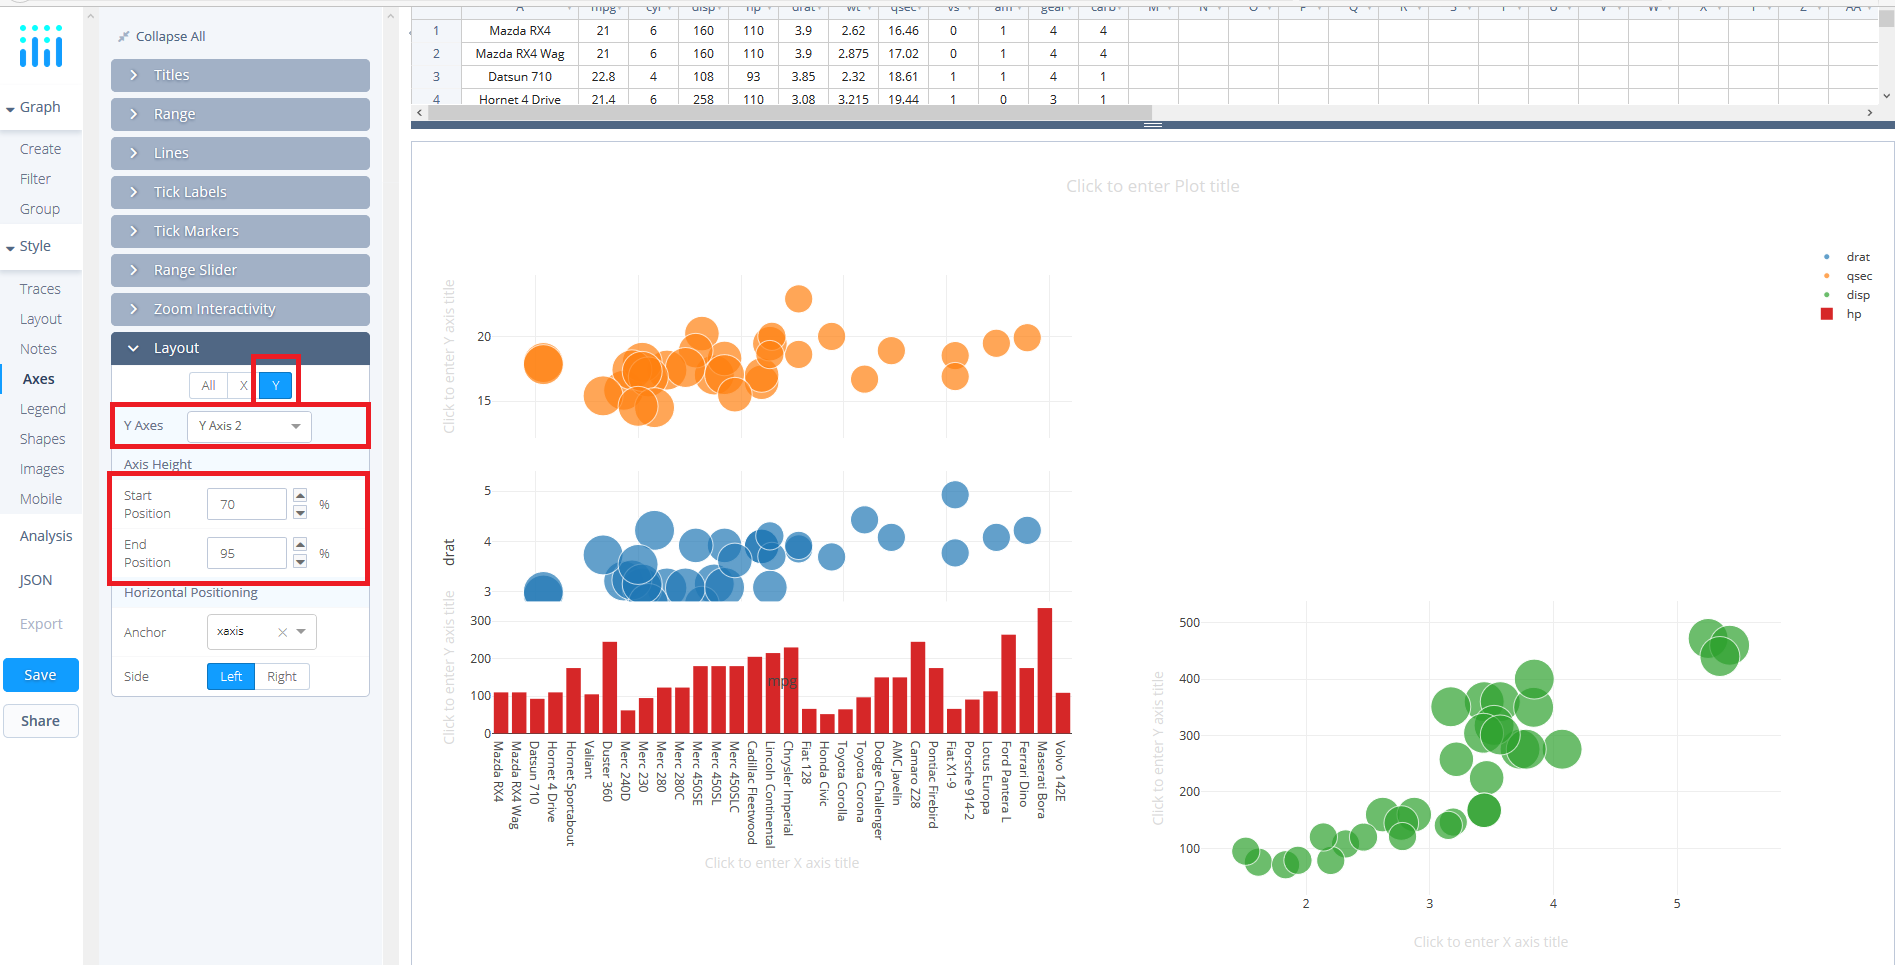 Graph
Create
Filter
Group
Style
Traces
Layout
Notes
Axes
Legend
Shapes
Images
Mobile
Analysis
JSON
Export
Save
Share
Collapse All
Titles
Range
Lines
Tick Labels
Tick Markers
Range Slider
Zoom Interactivity
Layout
All X Y
Y Axes Y Axis 2
Axis Height
Start Position 70 %
End Position 95 %
Horizontal Positioning
Anchor xaxis
Side Left Right
A mpg cyl disp hp drat wt qsec vs am gear carb M N O P Q R S T U V W X Y Z AA
1 Mazda RX4 21 6 160 110 3.9 2.62 16.46 0 1 4 4
2 Mazda RX4 Wag 21 6 160 110 3.9 2.875 17.02 0 1 4 4
3 Datsun 710 22.8 4 108 93 3.85 2.32 18.61 1 1 4 1
4 Hornet 4 Drive 21.4 6 258 110 3.08 3.215 19.44 1 0 3 1
Click to enter Plot title
drat
qsec
disp
hp
Click to enter Y axis title
20
15
drat
5
4
3
Click to enter Y axis title
300
200
100
0
mpg
Mazda RX4
Mazda RX4 Wag
Datsun 710
Hornet 4 Drive
Hornet Sportabout
Valiant
Duster 360
Merc 240D
Merc 230
Merc 280
Merc 280C
Merc 450SE
Merc 450SL
Merc 450SLC
Cadillac Fleetwood
Lincoln Continental
Chrysler Imperial
Fiat 128
Honda Civic
Toyota Corolla
Toyota Corona
Dodge Challenger
AMC Javelin
Camaro Z28
Pontiac Firebird
Fiat X1-9
Porsche 914-2
Lotus Europa
Ford Pantera L
Ferrari Dino
Maserati Bora
Volvo 142E
Click to enter X axis title
Click to enter Y axis title
500
400
300
200
100
2 3 4 5
Click to enter X axis title